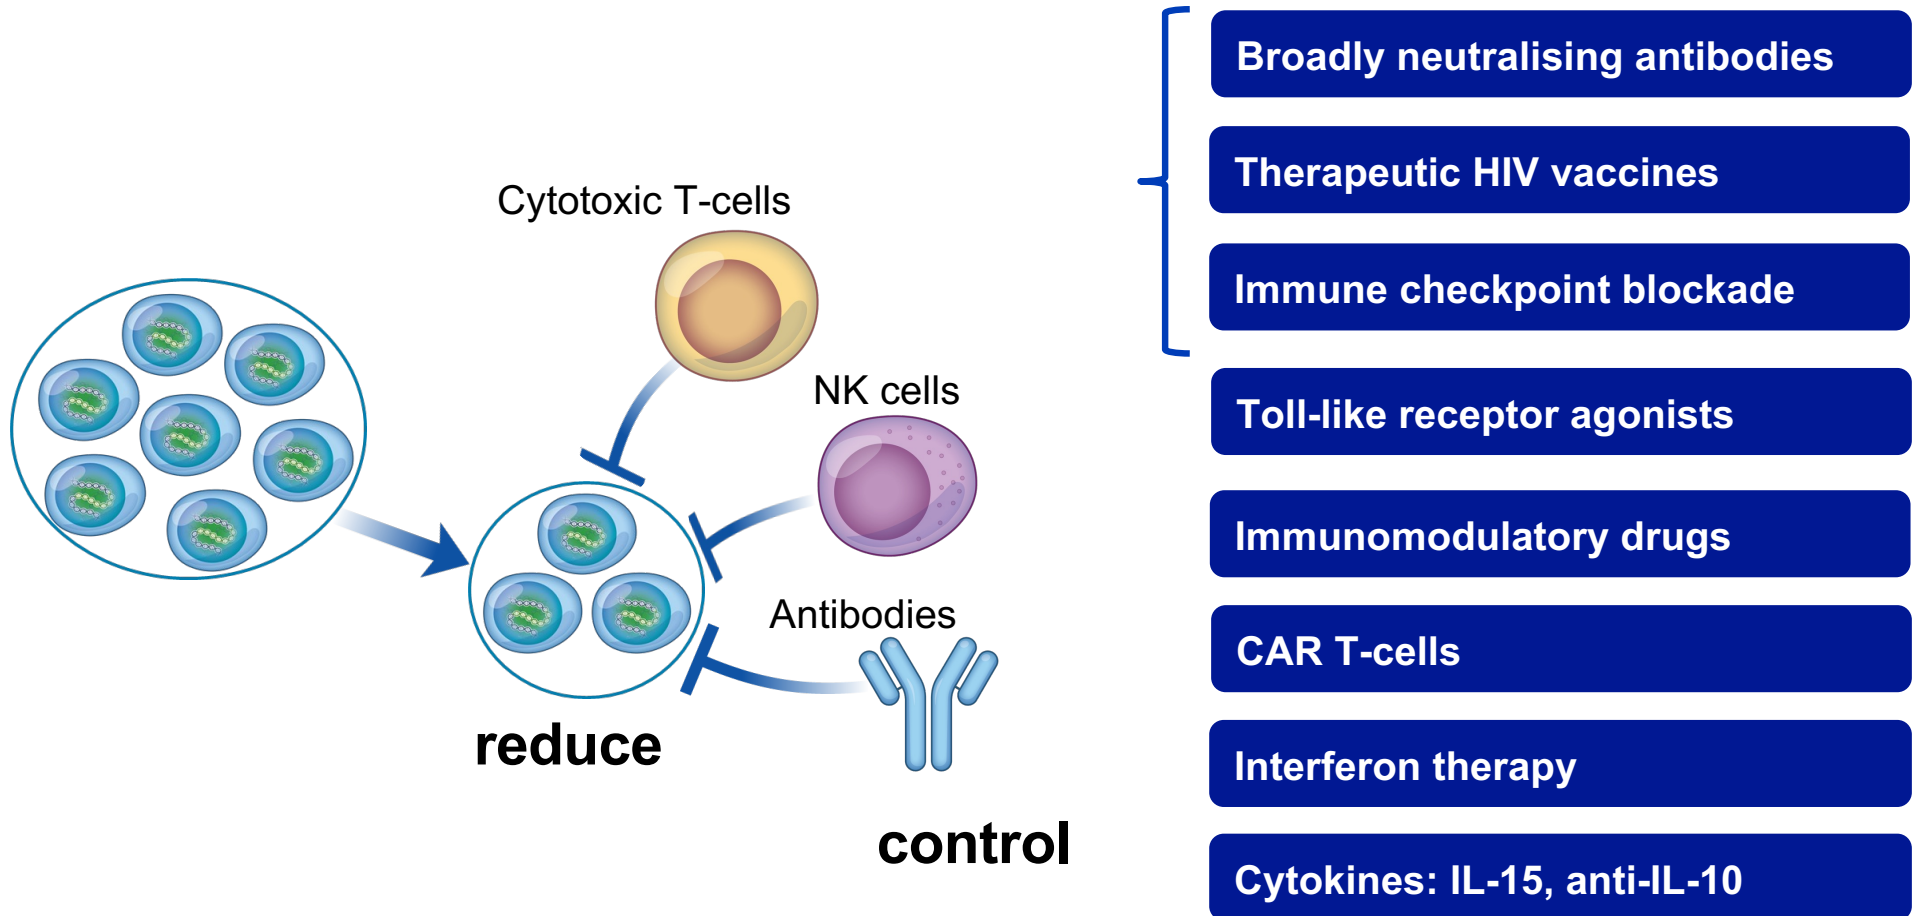 Cytotoxic T-cells
NK cells
Antibodies
reduce
control
Broadly neutralising antibodies
Therapeutic HIV vaccines
Immune checkpoint blockade
Toll-like receptor agonists
Immunomodulatory drugs
CAR T-cells
Interferon therapy
Cytokines: IL-15, anti-IL-10